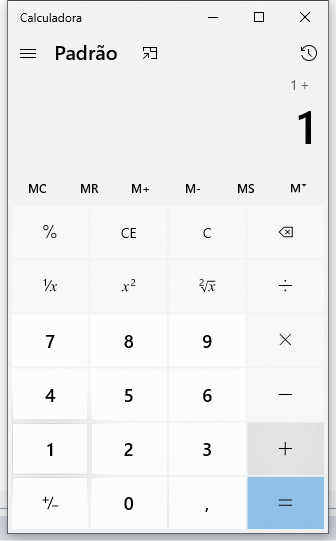 Calculadora
Padrão
1 +
1
MC MR M+ M- MS M˅
% CE C
¹/x x² ²√x ÷
7 8 9 ×
4 5 6 −
1 2 3 +
+/− 0 , =